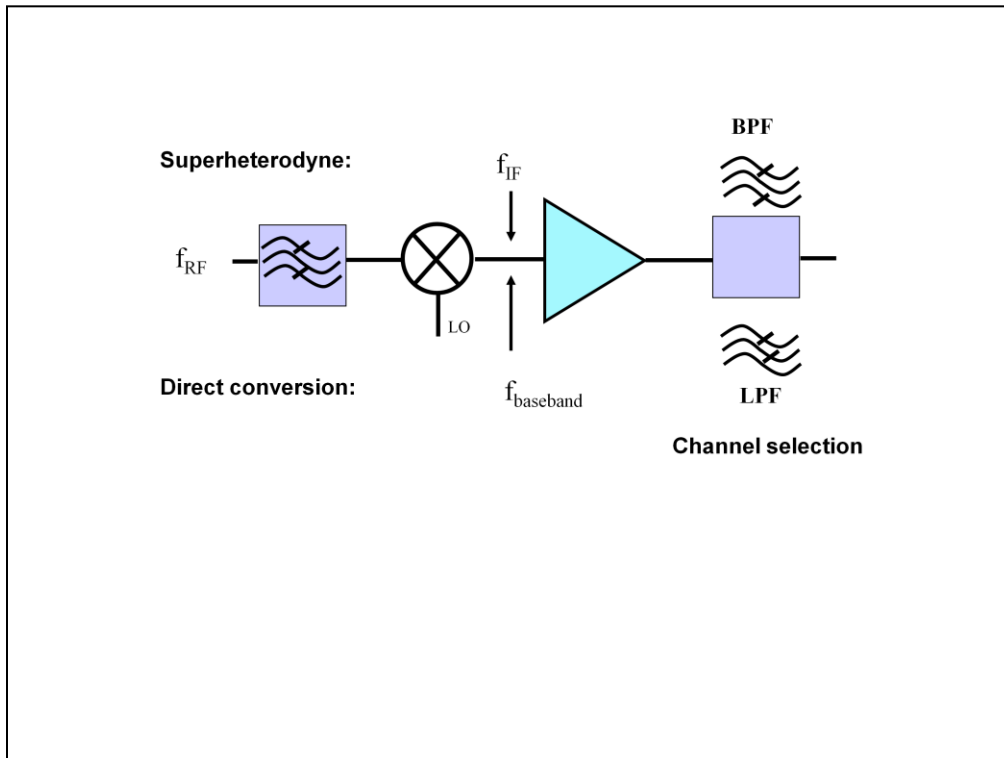 BPF
Superheterodyne:
f_IF
f_RF
LO
Direct conversion:
f_baseband
LPF
Channel selection